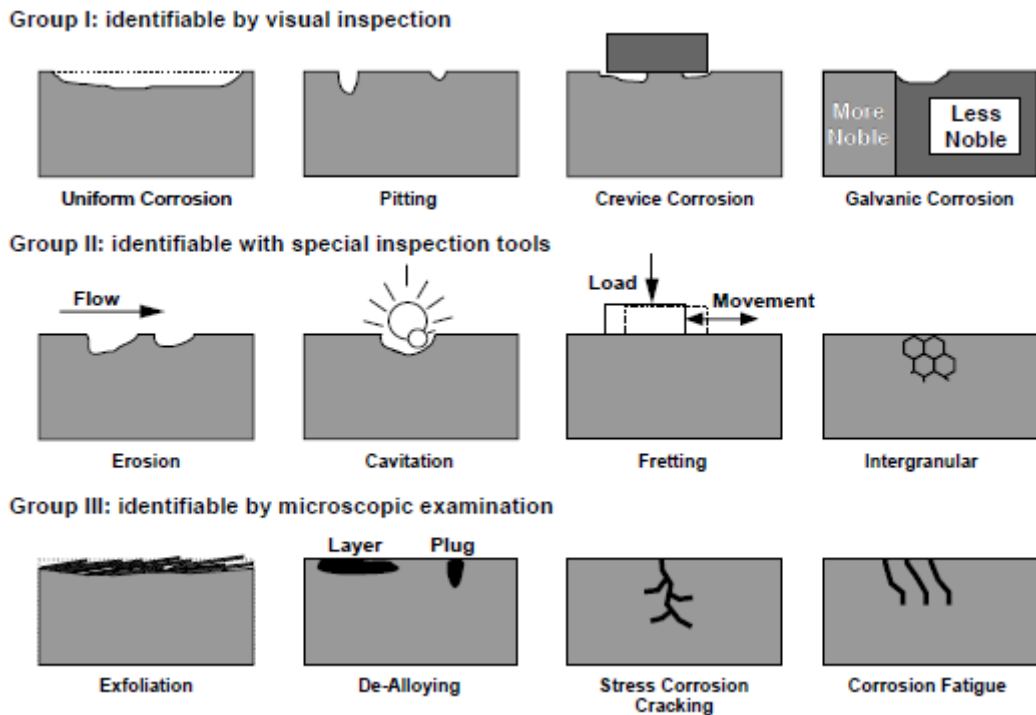 Group I: identifiable by visual inspection
More
Noble
Less
Noble
Uniform Corrosion
Pitting
Crevice Corrosion
Galvanic Corrosion
Group II: identifiable with special inspection tools
Flow
Load
Movement
Erosion
Cavitation
Fretting
Intergranular
Group III: identifiable by microscopic examination
Layer
Plug
Exfoliation
De-Alloying
Stress Corrosion
Cracking
Corrosion Fatigue